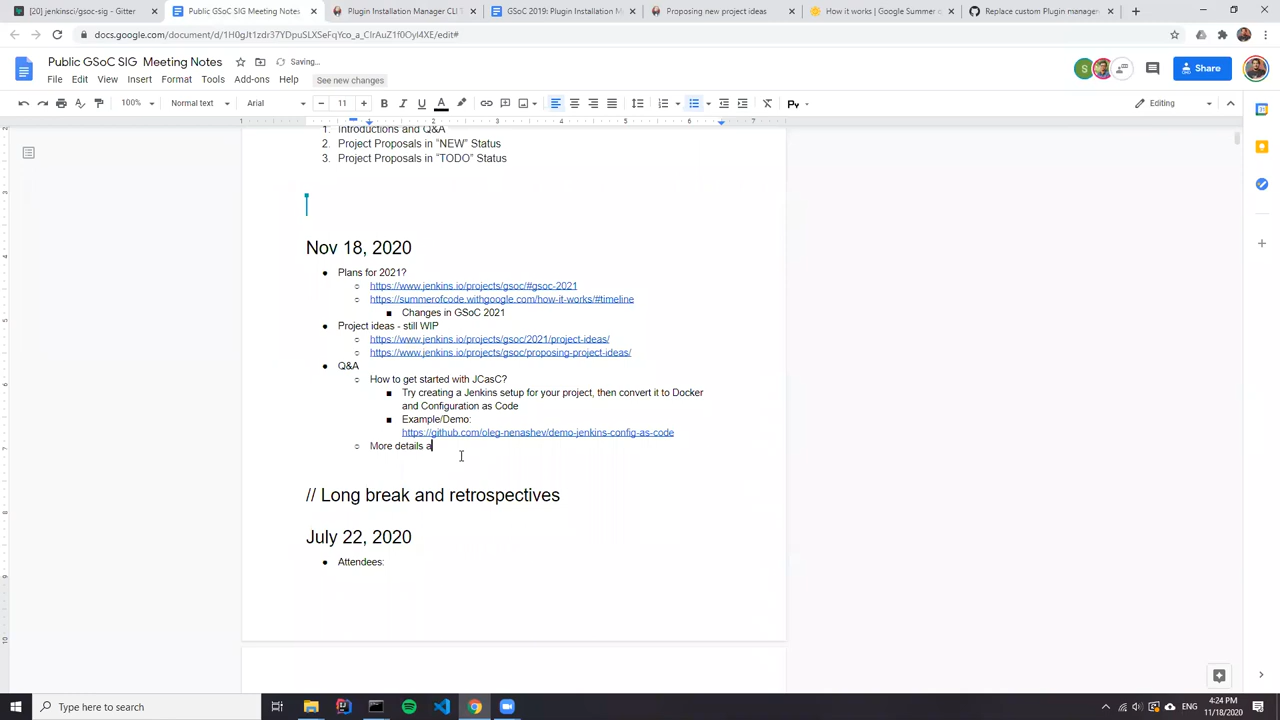 [20] jenkinsci/gsoc-sig - Gitter
Public GSoC SIG Meeting Notes
Plugin Installation Manager CLI T
GSoC 2019: Plugin Installation M
Proposing new project ideas
How it works | Google Summer o
Replace custom Plugin manager
docs.google.com/document/d/1H0gJt1zdr37YDpuSLXSeFqYco_a_CIrAuZ1f0OyI4XE/edit#
Public GSoC SIG Meeting Notes
Saving...
File Edit View Insert Format Tools Add-ons Help
See new changes
S
Share
100%
Normal text
Arial
11
Editing
1. Introductions and Q&A
2. Project Proposals in "NEW" Status
3. Project Proposals in "TODO" Status
Nov 18, 2020
Plans for 2021?
https://www.jenkins.io/projects/gsoc/#gsoc-2021
https://summerofcode.withgoogle.com/how-it-works/#timeline
Changes in GSoC 2021
Project ideas - still WIP
https://www.jenkins.io/projects/gsoc/2021/project-ideas/
https://www.jenkins.io/projects/gsoc/proposing-project-ideas/
Q&A
How to get started with JCasC?
Try creating a Jenkins setup for your project, then convert it to Docker
and Configuration as Code
Example/Demo:
https://github.com/oleg-nenashev/demo-jenkins-config-as-code
More details a
// Long break and retrospectives
July 22, 2020
Attendees:
Type here to search
ENG
4:24 PM
11/18/2020